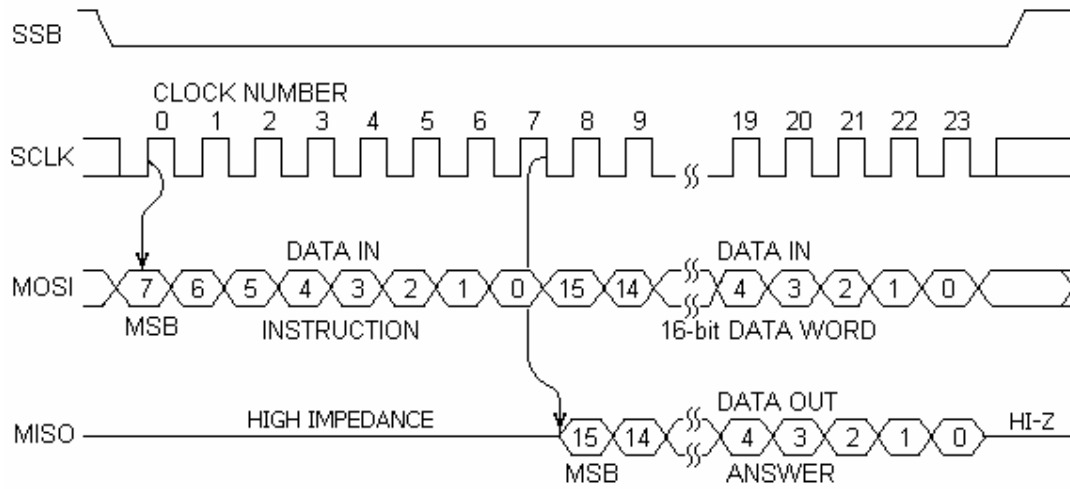 SSB
CLOCK NUMBER
0 1 2 3 4 5 6 7 8 9 19 20 21 22 23
SCLK
DATA IN DATA IN
MOSI 7 6 5 4 3 2 1 0 15 14 4 3 2 1 0
MSB INSTRUCTION 16-bit DATA WORD
DATA OUT
MISO HIGH IMPEDANCE 15 14 4 3 2 1 0 HI-Z
MSB ANSWER